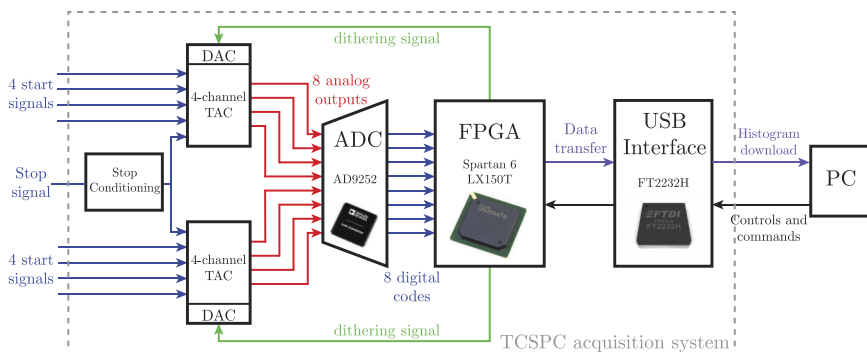 DAC
dithering signal
4 start
signals
4-channel
TAC
8 analog
outputs
ADC
AD9252
FPGA
Spartan 6
LX150T
Data
transfer
USB
Interface
FT2232H
FTDI
FT2232H
Histogram
download
PC
Controls and
commands
Stop
signal
Stop
Conditioning
4 start
signals
4-channel
TAC
DAC
8 digital
codes
dithering signal
TCSPC acquisition system